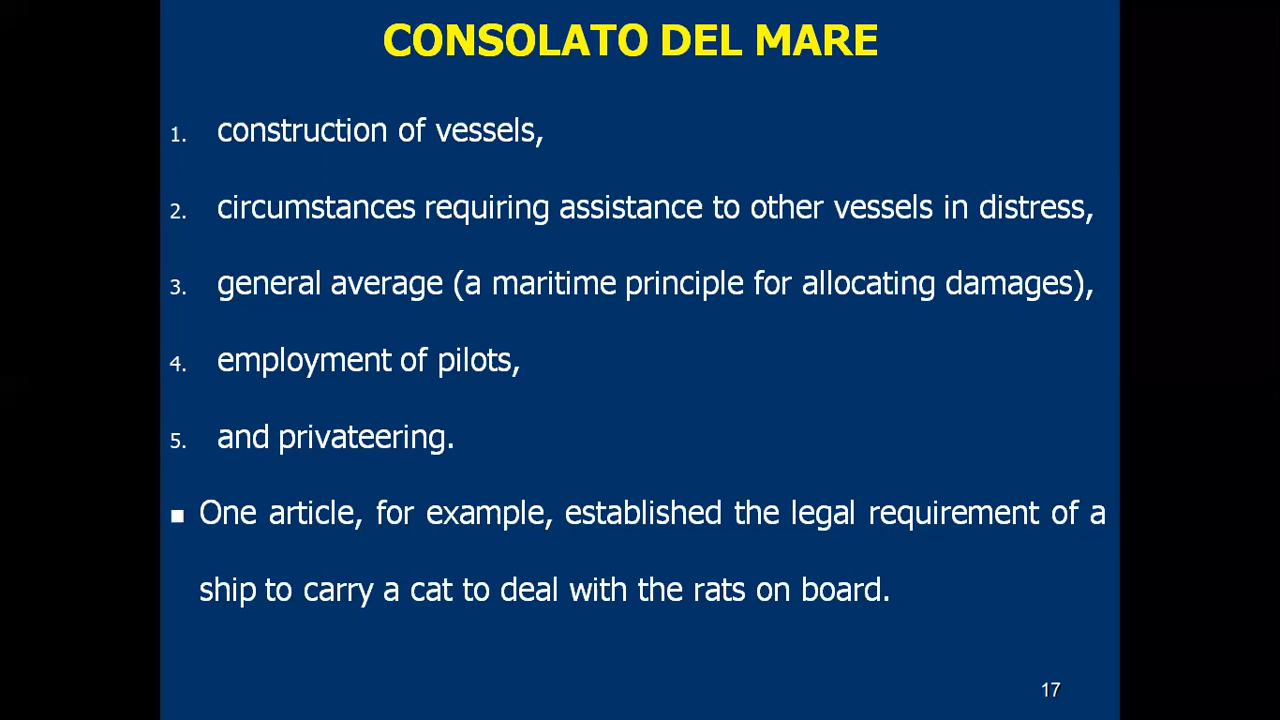 CONSOLATO DEL MARE
1. construction of vessels,
2. circumstances requiring assistance to other vessels in distress,
3. general average (a maritime principle for allocating damages),
4. employment of pilots,
5. and privateering.
▪ One article, for example, established the legal requirement of a
ship to carry a cat to deal with the rats on board.
17